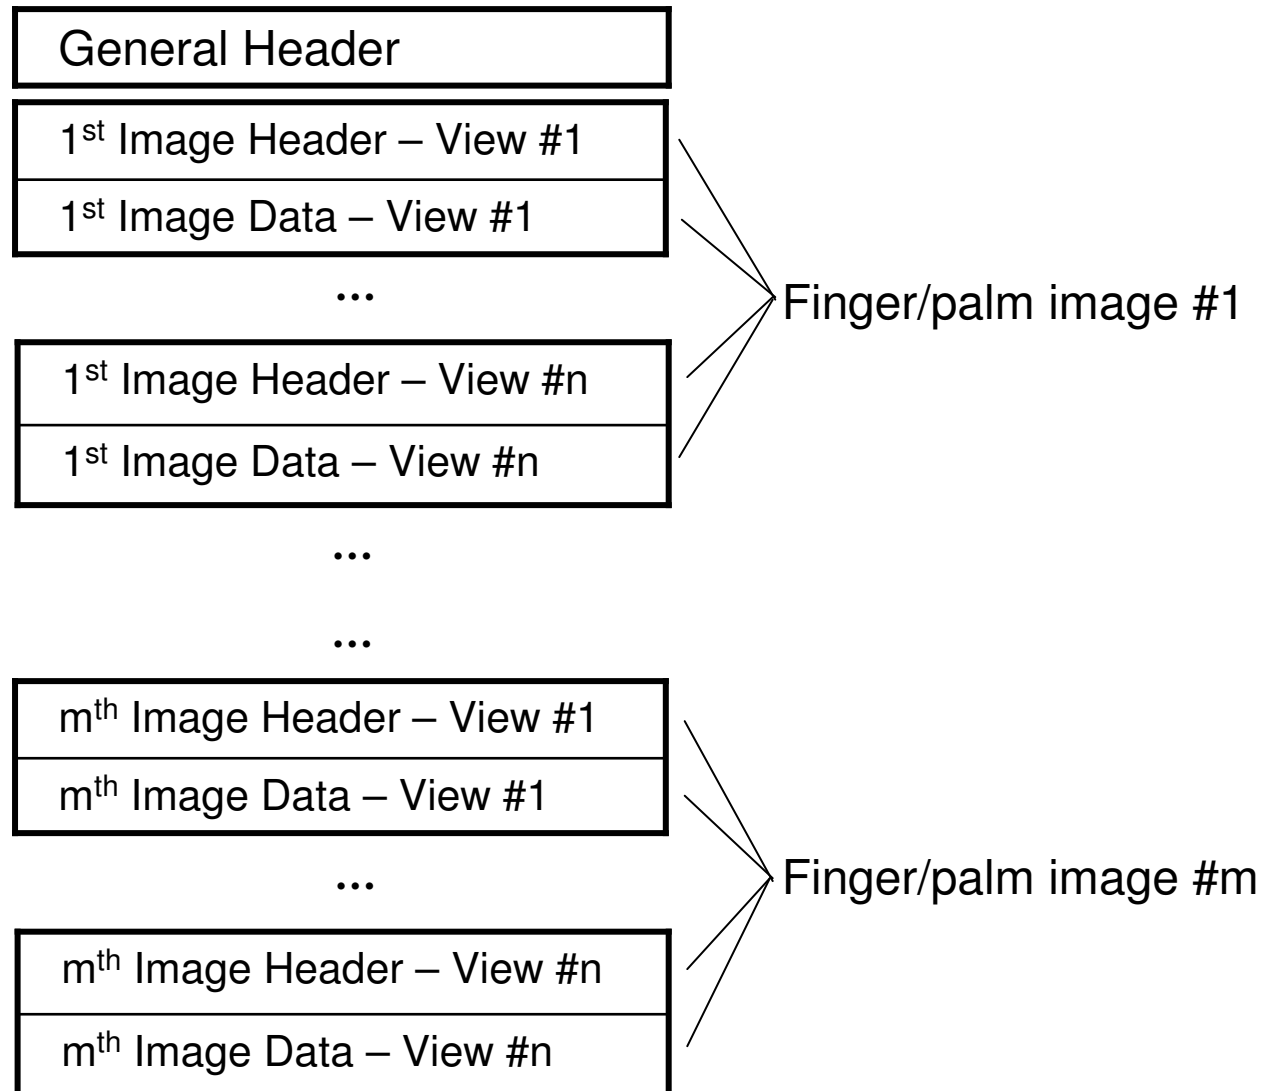 General Header
1st Image Header – View #1
1st Image Data – View #1
...
Finger/palm image #1
1st Image Header – View #n
1st Image Data – View #n
...
...
mth Image Header – View #1
mth Image Data – View #1
...
Finger/palm image #m
mth Image Header – View #n
mth Image Data – View #n